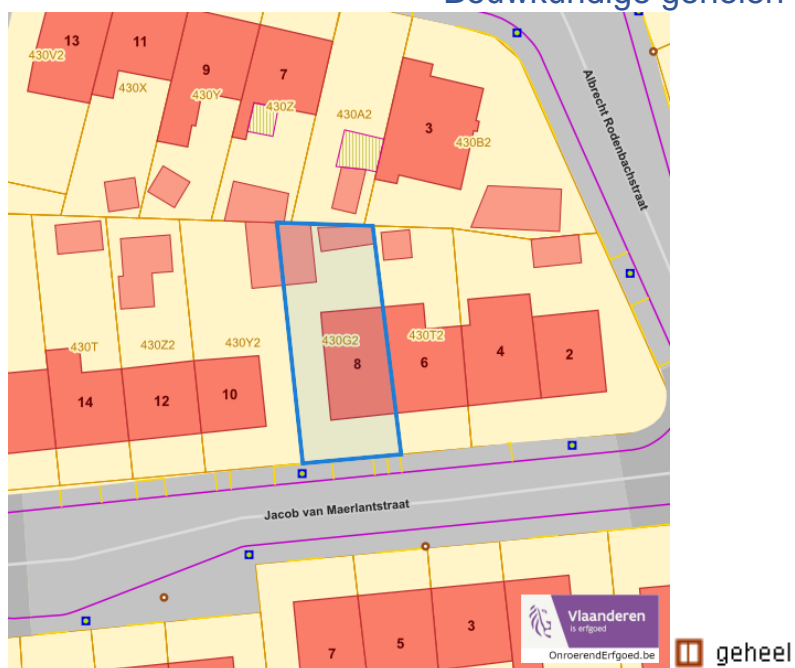 Bouwkundige gehelen
13
11
9
7
430V2
430X
430Y
430Z
430A2
3
430B2
Albrecht Rodenbachstraat
430T
430Z2
430Y2
430G2
430T2
14
12
10
8
6
4
2
Jacob van Maerlantstraat
7
5
3
Vlaanderen
is erfgoed
OnroerendErfgoed.be
geheel